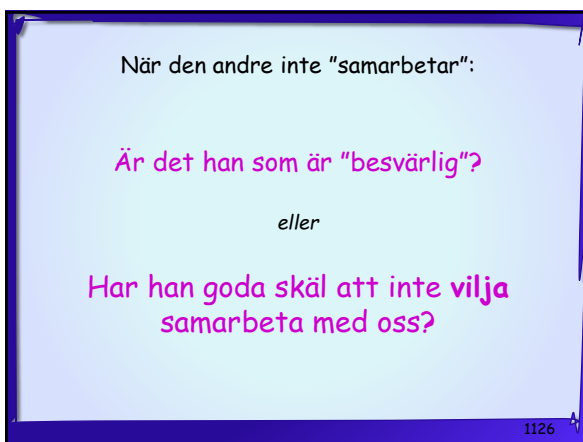 När den andre inte ”samarbetar”:
Är det han som är ”besvärlig”?
eller
Har han goda skäl att inte vilja
samarbeta med oss?
1126